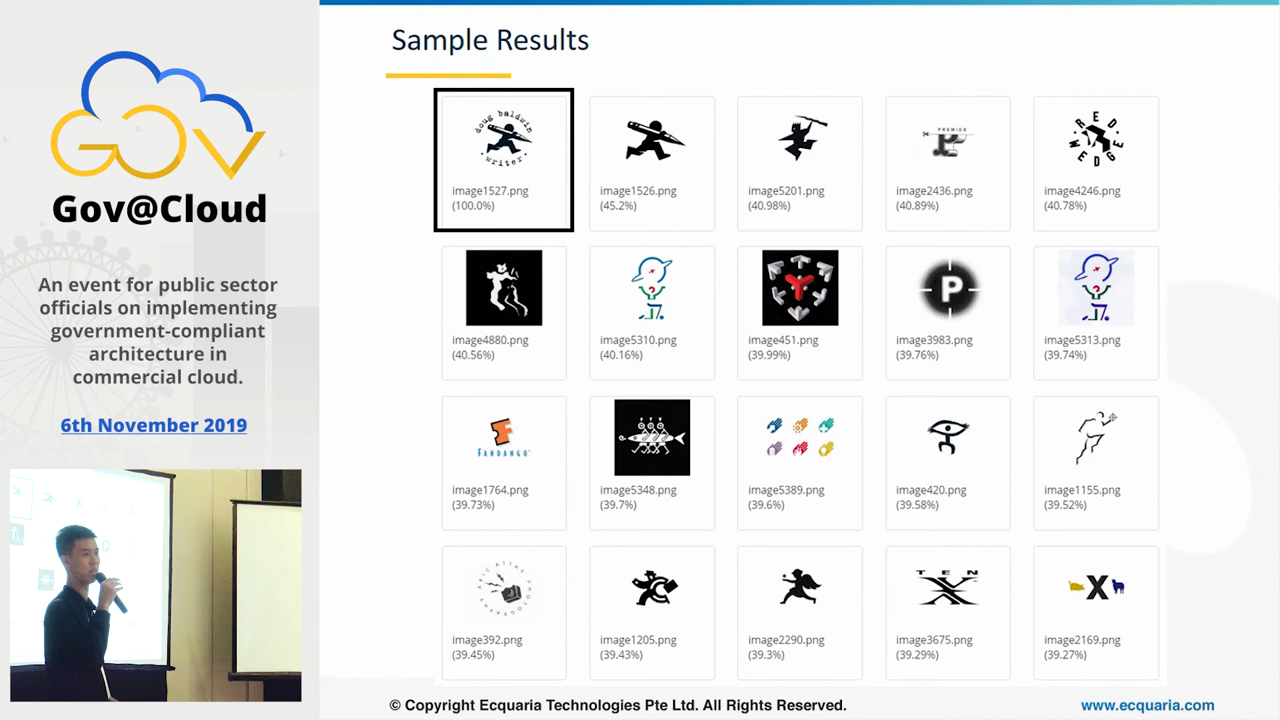 GOV
Gov@Cloud
An event for public sector
officials on implementing
government-compliant
architecture in
commercial cloud.
6th November 2019
Sample Results
doug baldwin
writer
image1527.png
(100.0%)
image1526.png
(45.2%)
image5201.png
(40.98%)
PREMIER
image2436.png
(40.89%)
RED
WEDGE
image4246.png
(40.78%)
image4880.png
(40.56%)
image5310.png
(40.16%)
image451.png
(39.99%)
P
image3983.png
(39.76%)
image5313.png
(39.74%)
FANDANGO
image1764.png
(39.73%)
image5348.png
(39.7%)
image5389.png
(39.6%)
image420.png
(39.58%)
image1155.png
(39.52%)
image392.png
(39.45%)
image1205.png
(39.43%)
image2290.png
(39.3%)
TEN
X
image3675.png
(39.29%)
X
image2169.png
(39.27%)
© Copyright Ecquaria Technologies Pte Ltd. All Rights Reserved.
www.ecquaria.com